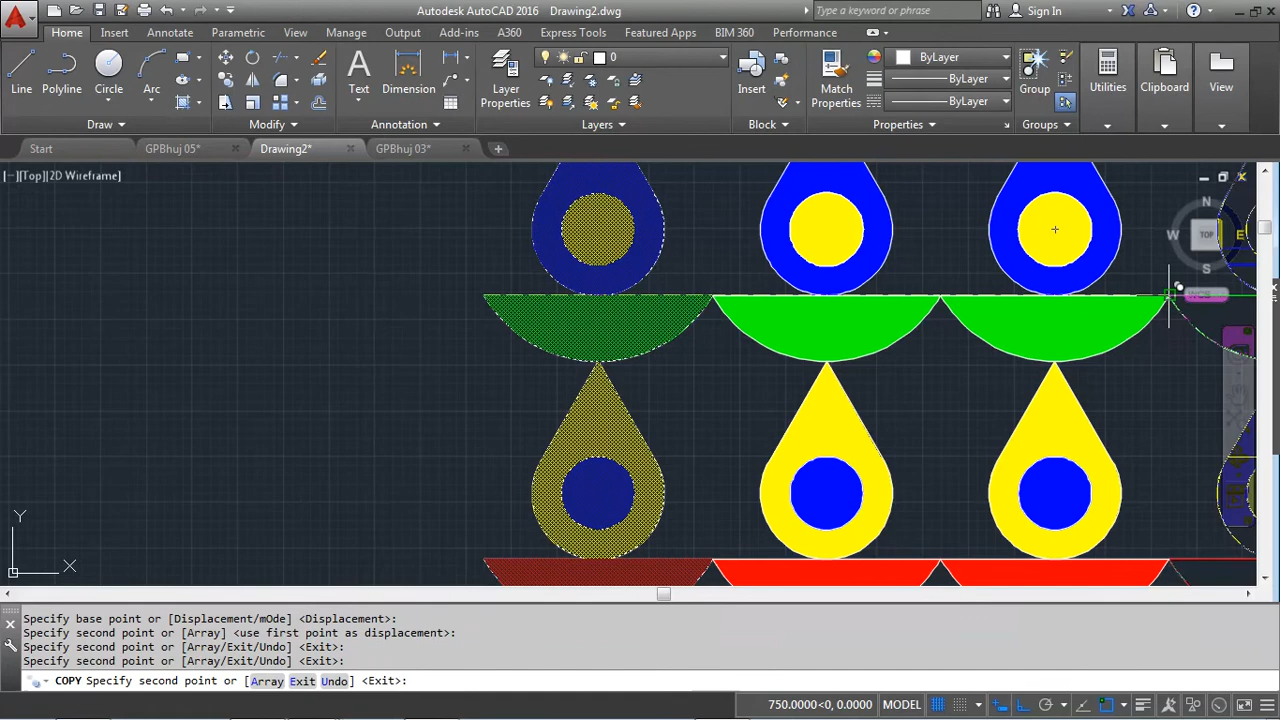 Autodesk AutoCAD 2016 Drawing2.dwg
Type a keyword or phrase
Sign In
Home Insert Annotate Parametric View Manage Output Add-ins A360 Express Tools Featured Apps BIM 360 Performance
Line Polyline Circle Arc
Text Dimension
Layer Properties
0
Insert
Match Properties
ByLayer
ByLayer
ByLayer
Group
Utilities Clipboard View
Draw Modify Annotation Layers Block Properties Groups
Start GPBhuj 05* Drawing2* GPBhuj 03*
[−][Top][2D Wireframe]
N
W TOP E
S
WCS
Y
X
Specify base point or [Displacement/mOde] <Displacement>:
Specify second point or [Array] <use first point as displacement>:
Specify second point or [Array/Exit/Undo] <Exit>:
Specify second point or [Array/Exit/Undo] <Exit>:
COPY Specify second point or [Array Exit Undo] <Exit>:
750.0000<0, 0.0000 MODEL